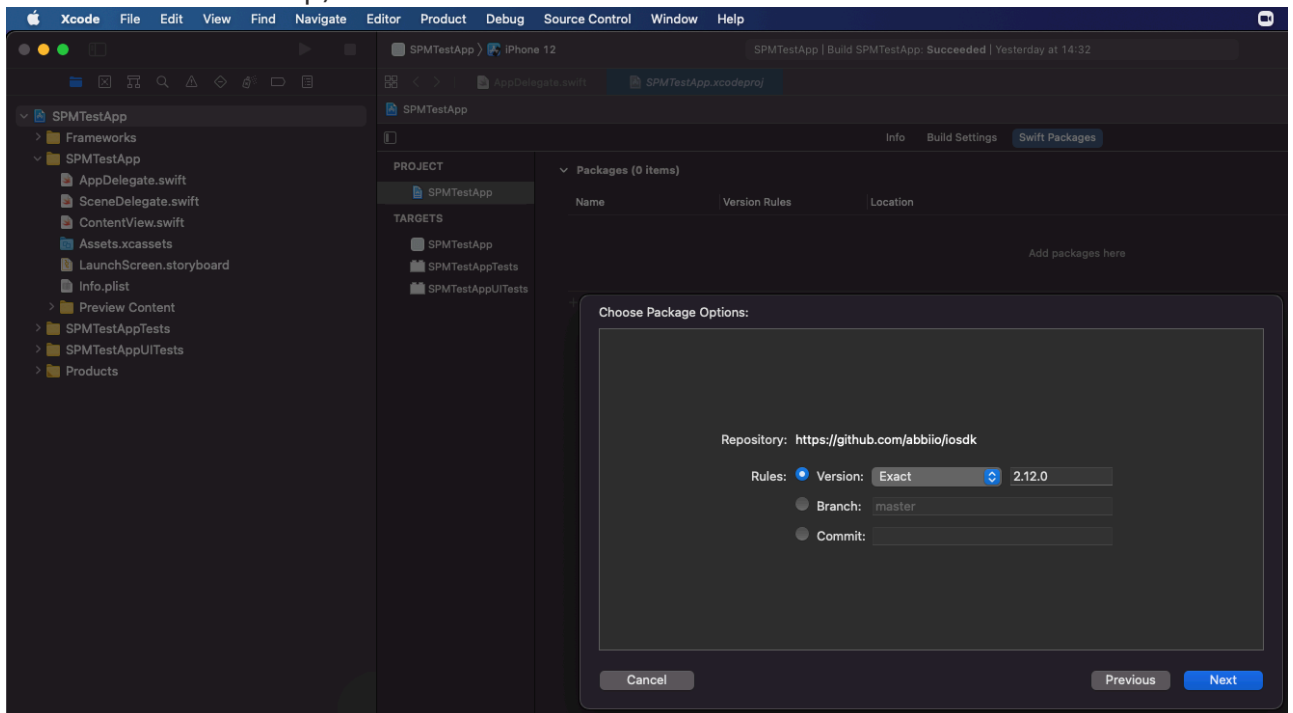 Xcode File Edit View Find Navigate Editor Product Debug Source Control Window Help
SPMTestApp 〉 iPhone 12
SPMTestApp | Build SPMTestApp: Succeeded | Yesterday at 14:32
AppDelegate.swift
SPMTestApp.xcodeproj
SPMTestApp
SPMTestApp
Frameworks
SPMTestApp
AppDelegate.swift
SceneDelegate.swift
ContentView.swift
Assets.xcassets
LaunchScreen.storyboard
Info.plist
Preview Content
SPMTestAppTests
SPMTestAppUITests
Products
Info Build Settings Swift Packages
PROJECT
SPMTestApp
TARGETS
SPMTestApp
SPMTestAppTests
SPMTestAppUITests
Packages (0 items)
Name Version Rules Location
Add packages here
Choose Package Options:
Repository: https://github.com/abbiio/iosdk
Rules: Version: Exact 2.12.0
Branch: master
Commit:
Cancel Previous Next